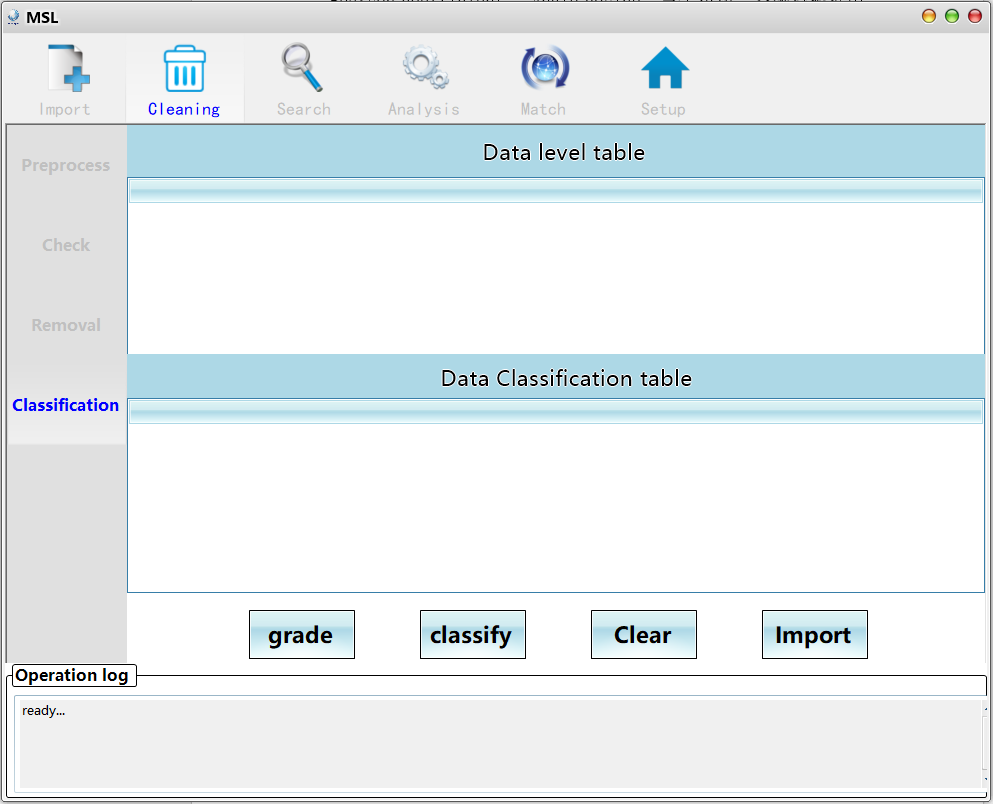 MSL
Import
Cleaning
Search
Analysis
Match
Setup
Preprocess
Check
Removal
Classification
Data level table
Data Classification table
grade
classify
Clear
Import
Operation log
ready...